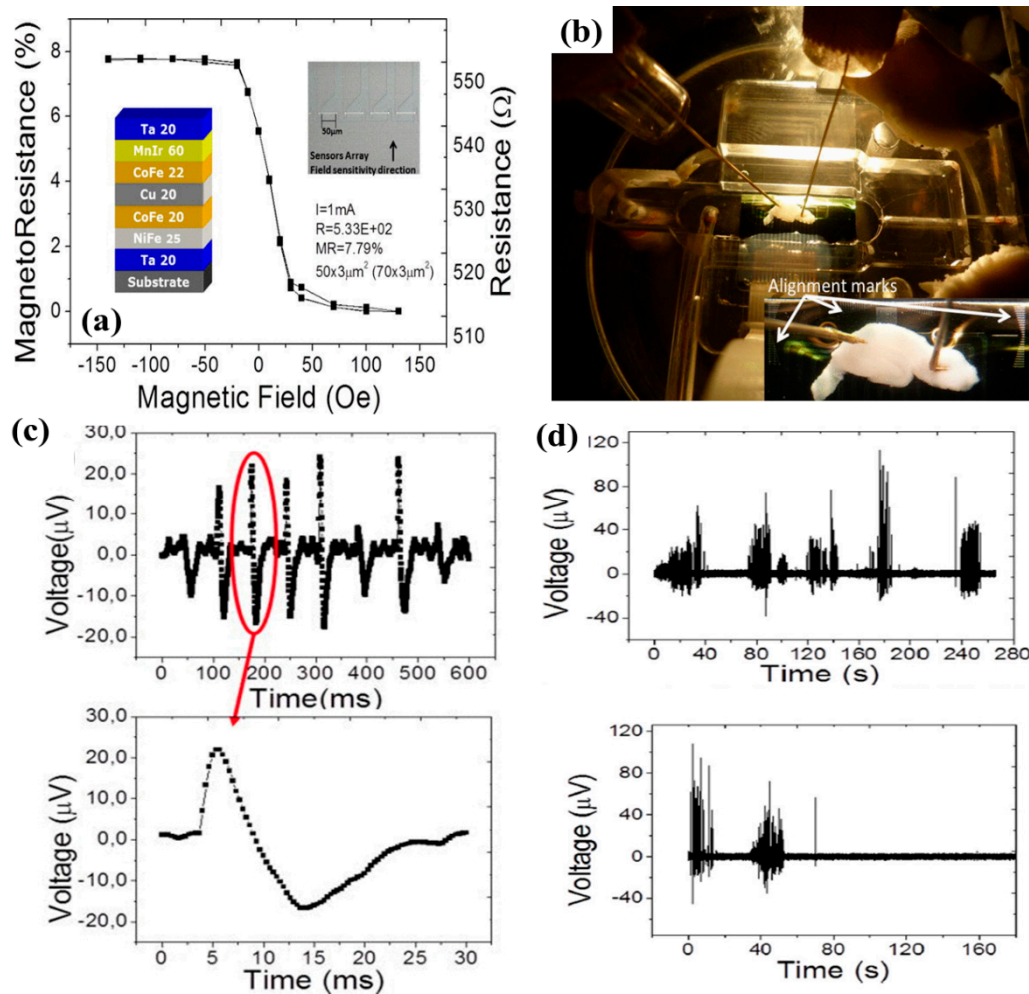 (a)
MagnetoResistance (%)
8
6
4
2
0
-150 -100 -50 0 50 100 150
Magnetic Field (Oe)
Resistance (Ω)
550
540
530
520
510
Ta 20
MnIr 60
CoFe 22
Cu 20
CoFe 20
NiFe 25
Ta 20
Substrate
50µm
Sensors Array
Field sensitivity direction
I=1mA
R=5.33E+02
MR=7.79%
50x3µm² (70x3µm²)
(b)
Alignment marks
(c)
Voltage(µV)
30,0
20,0
10,0
0,0
-10,0
-20,0
0 100 200 300 400 500 600
Time(ms)
Voltage (µV)
30,0
20,0
10,0
0,0
-10,0
-20,0
0 5 10 15 20 25 30
Time (ms)
(d)
Voltage (µV)
120
80
40
0
-40
0 40 80 120 160 200 240 280
Time (s)
Voltage (µV)
120
80
40
0
-40
0 40 80 120 160
Time (s)